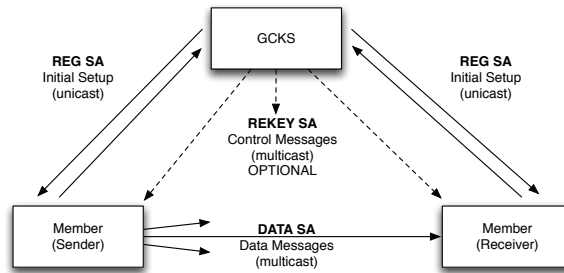 GCKS
REG SA
Initial Setup
(unicast)
REG SA
Initial Setup
(unicast)
REKEY SA
Control Messages
(multicast)
OPTIONAL
Member
(Sender)
DATA SA
Data Messages
(multicast)
Member
(Receiver)